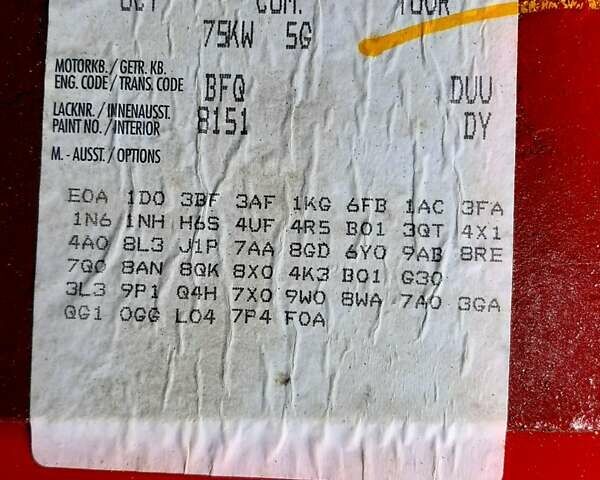 COM. TOUR
75KW 5G
MOTORKB. / GETR. KB.
ENG. CODE / TRANS. CODE BFQ DUU
LACKNR. / INNENAUSST.
PAINT NO. / INTERIOR 8151 DY
M. - AUSST. / OPTIONS
E0A 1D0 3BF 3AF 1KG 6FB 1AC 3FA
1N6 1NH H6S 4UF 4R5 B01 3QT 4X1
4A0 8L3 J1P 7AA 8GD 6Y0 9AB 8RE
7Q0 8AN 8QK 8X0 4K3 B01 G30
3L3 9P1 Q4H 7X0 9W0 8WA 7A0 3GA
QG1 0GG L04 7P4 F0A